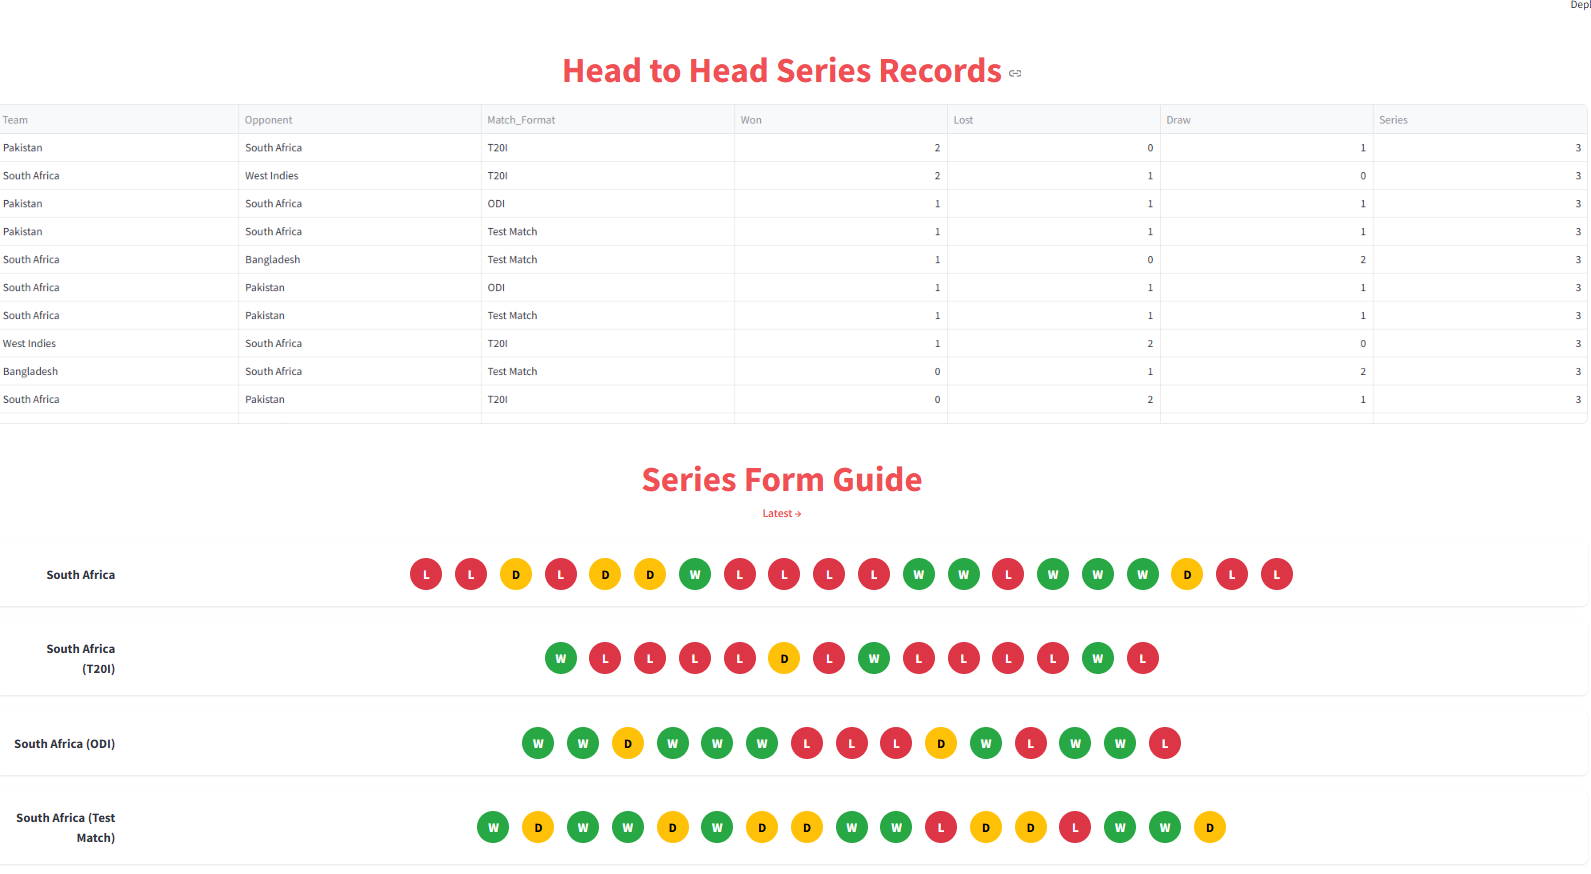 Depl
Head to Head Series Records
Team Opponent Match_Format Won Lost Draw Series
Pakistan South Africa T20I 2 0 1 3
South Africa West Indies T20I 2 1 0 3
Pakistan South Africa ODI 1 1 1 3
Pakistan South Africa Test Match 1 1 1 3
South Africa Bangladesh Test Match 1 0 2 3
South Africa Pakistan ODI 1 1 1 3
South Africa Pakistan Test Match 1 1 1 3
West Indies South Africa T20I 1 2 0 3
Bangladesh South Africa Test Match 0 1 2 3
South Africa Pakistan T20I 0 2 1 3
Series Form Guide
Latest →
South Africa L L D L D D W L L L L W W L W W W D L L
South Africa
(T20I) W L L L L D L W L L L L W L
South Africa (ODI) W W D W W W L L L D W L W W L
South Africa (Test
Match) W D W W D W D D W W L D D L W W D